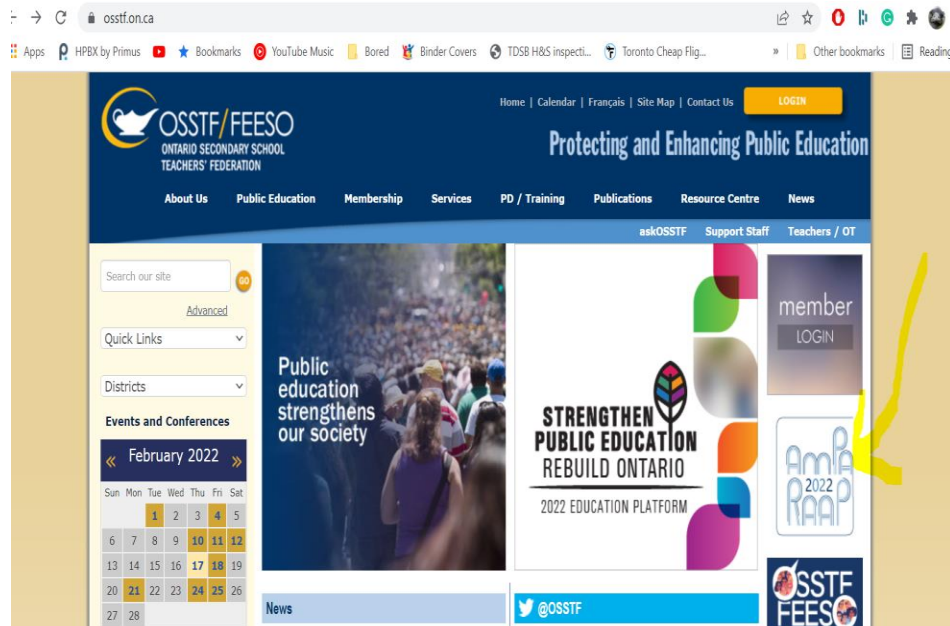 osstf.on.ca
Apps HPBX by Primus Bookmarks YouTube Music Bored Binder Covers TDSB H&S inspecti... Toronto Cheap Flig... » Other bookmarks Reading
OSSTF/FEESO
ONTARIO SECONDARY SCHOOL
TEACHERS' FEDERATION
Home | Calendar | Français | Site Map | Contact Us
LOGIN
Protecting and Enhancing Public Education
About Us Public Education Membership Services PD / Training Publications Resource Centre News
askOSSTF Support Staff Teachers / OT
Search our site
GO
Advanced
Quick Links
Districts
Events and Conferences
« February 2022 »
Sun Mon Tue Wed Thu Fri Sat
1 2 3 4 5
6 7 8 9 10 11 12
13 14 15 16 17 18 19
20 21 22 23 24 25 26
27 28
Public
education
strengthens
our society
STRENGTHEN
PUBLIC EDUCATION
REBUILD ONTARIO
2022 EDUCATION PLATFORM
member
LOGIN
AmPA
2022
RAAP
OSSTF
FEESO
News
@OSSTF